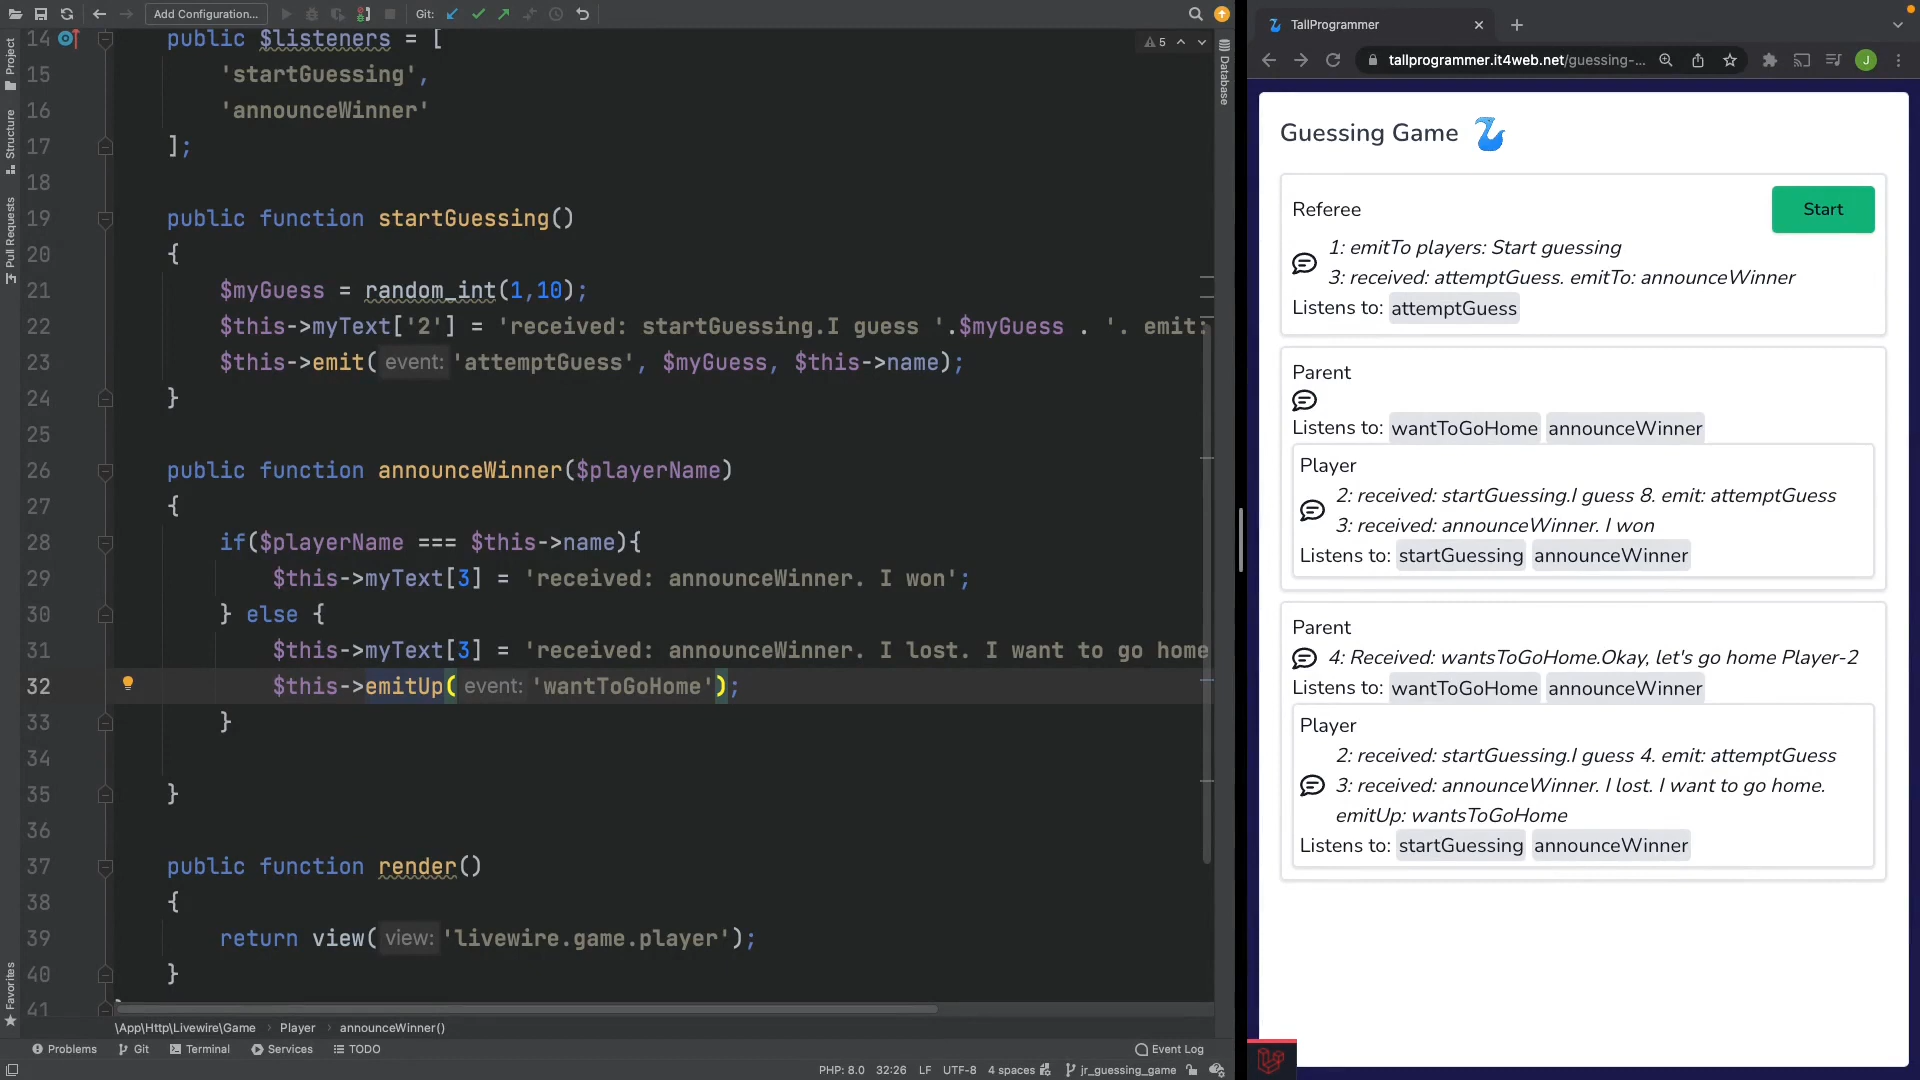 Add Configuration...
Git:
Project
Structure
Pull Requests
Favorites
14 public $listeners = [
15 'startGuessing',
16 'announceWinner'
17 ];
18
19 public function startGuessing()
20 {
21 $myGuess = random_int(1,10);
22 $this->myText['2'] = 'received: startGuessing.I guess '.$myGuess . '. emit:
23 $this->emit( event: 'attemptGuess', $myGuess, $this->name);
24 }
25
26 public function announceWinner($playerName)
27 {
28 if($playerName === $this->name){
29 $this->myText[3] = 'received: announceWinner. I won';
30 } else {
31 $this->myText[3] = 'received: announceWinner. I lost. I want to go home
32 $this->emitUp( event: 'wantToGoHome');
33 }
34
35 }
36
37 public function render()
38 {
39 return view( view: 'livewire.game.player');
40 }
41
5
Database
\App\Http\Livewire\Game › Player › announceWinner()
Problems Git Terminal Services TODO
Event Log
PHP: 8.0 32:26 LF UTF-8 4 spaces jr_guessing_game
TallProgrammer
tallprogrammer.it4web.net/guessing-...
J
Guessing Game
Referee
Start
1: emitTo players: Start guessing
3: received: attemptGuess. emitTo: announceWinner
Listens to: attemptGuess
Parent
Listens to: wantToGoHome announceWinner
Player
2: received: startGuessing.I guess 8. emit: attemptGuess
3: received: announceWinner. I won
Listens to: startGuessing announceWinner
Parent
4: Received: wantsToGoHome.Okay, let's go home Player-2
Listens to: wantToGoHome announceWinner
Player
2: received: startGuessing.I guess 4. emit: attemptGuess
3: received: announceWinner. I lost. I want to go home.
emitUp: wantsToGoHome
Listens to: startGuessing announceWinner